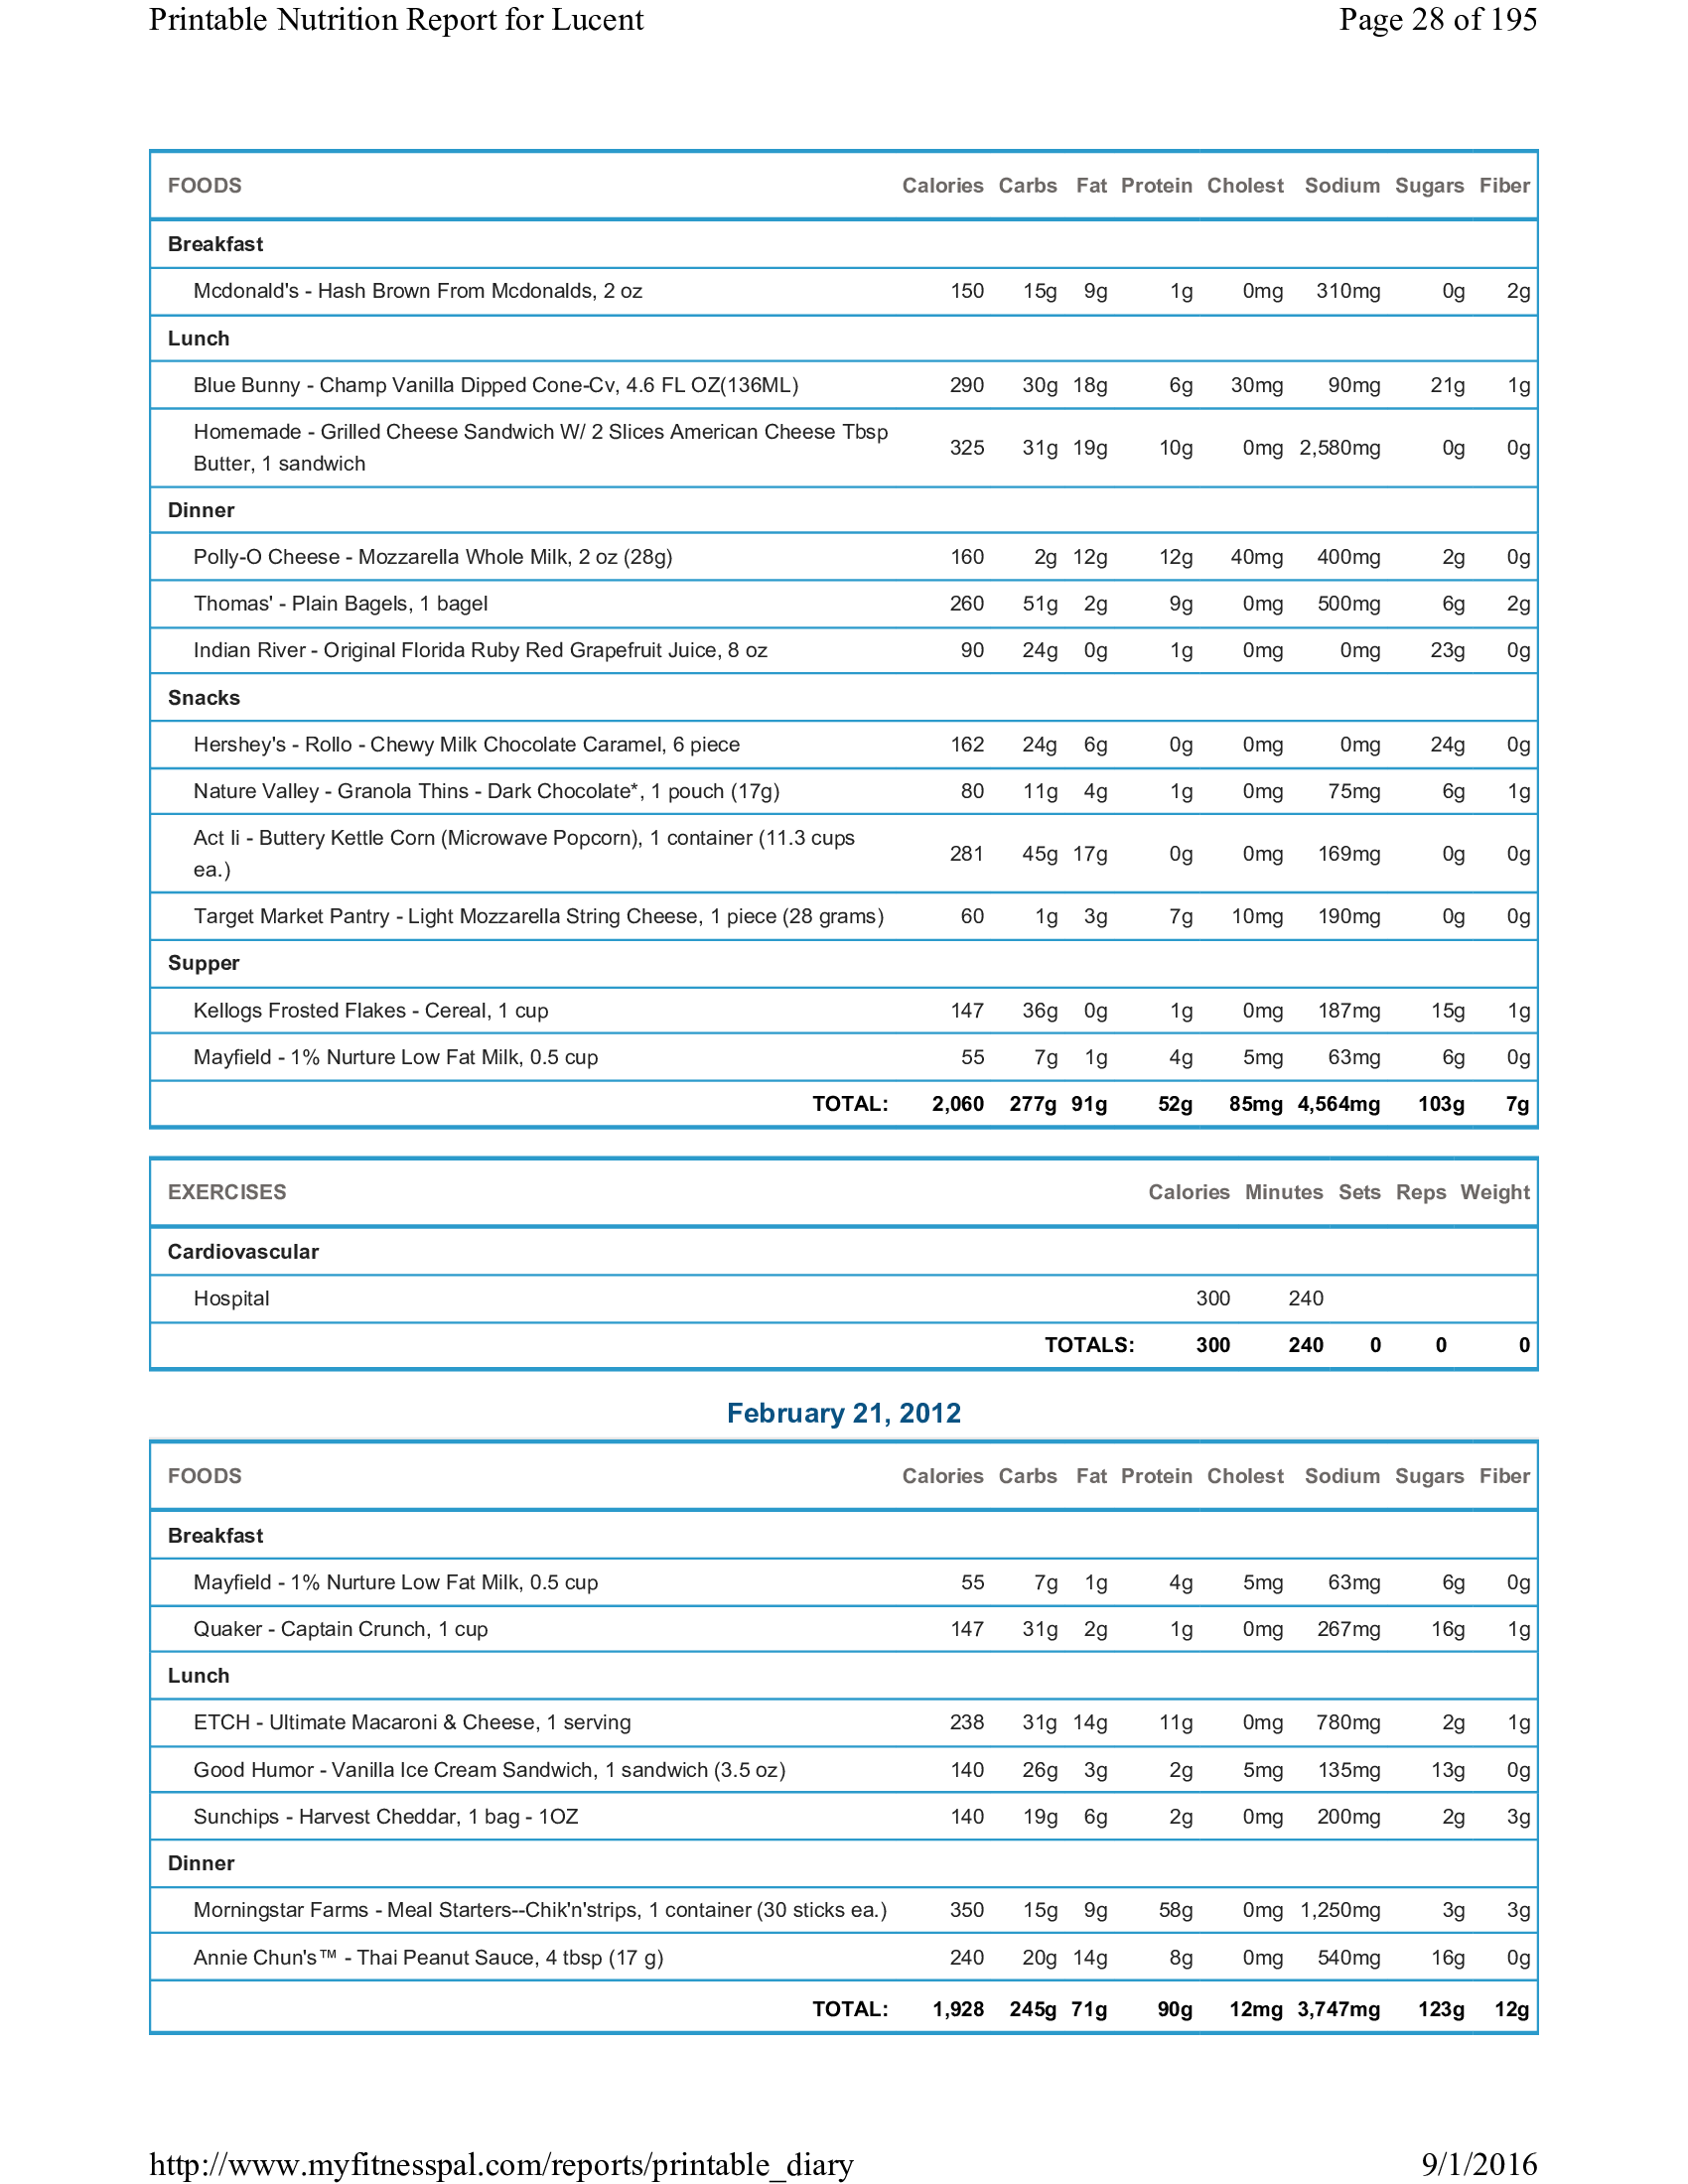 Printable Nutrition Report for Lucent Page 28 of 195
FOODS Calories Carbs Fat Protein Cholest Sodium Sugars Fiber
Breakfast
Mcdonald's - Hash Brown From Mcdonalds, 2 oz 150 15g 9g 1g 0mg 310mg 0g 2g
Lunch
Blue Bunny - Champ Vanilla Dipped Cone-Cv, 4.6 FL OZ(136ML) 290 30g 18g 6g 30mg 90mg 21g 1g
Homemade - Grilled Cheese Sandwich W/ 2 Slices American Cheese Tbsp
Butter, 1 sandwich 325 31g 19g 10g 0mg 2,580mg 0g 0g
Dinner
Polly-O Cheese - Mozzarella Whole Milk, 2 oz (28g) 160 2g 12g 12g 40mg 400mg 2g 0g
Thomas' - Plain Bagels, 1 bagel 260 51g 2g 9g 0mg 500mg 6g 2g
Indian River - Original Florida Ruby Red Grapefruit Juice, 8 oz 90 24g 0g 1g 0mg 0mg 23g 0g
Snacks
Hershey's - Rollo - Chewy Milk Chocolate Caramel, 6 piece 162 24g 6g 0g 0mg 0mg 24g 0g
Nature Valley - Granola Thins - Dark Chocolate*, 1 pouch (17g) 80 11g 4g 1g 0mg 75mg 6g 1g
Act Ii - Buttery Kettle Corn (Microwave Popcorn), 1 container (11.3 cups
ea.) 281 45g 17g 0g 0mg 169mg 0g 0g
Target Market Pantry - Light Mozzarella String Cheese, 1 piece (28 grams) 60 1g 3g 7g 10mg 190mg 0g 0g
Supper
Kellogs Frosted Flakes - Cereal, 1 cup 147 36g 0g 1g 0mg 187mg 15g 1g
Mayfield - 1% Nurture Low Fat Milk, 0.5 cup 55 7g 1g 4g 5mg 63mg 6g 0g
TOTAL: 2,060 277g 91g 52g 85mg 4,564mg 103g 7g
EXERCISES Calories Minutes Sets Reps Weight
Cardiovascular
Hospital 300 240
TOTALS: 300 240 0 0 0
February 21, 2012
FOODS Calories Carbs Fat Protein Cholest Sodium Sugars Fiber
Breakfast
Mayfield - 1% Nurture Low Fat Milk, 0.5 cup 55 7g 1g 4g 5mg 63mg 6g 0g
Quaker - Captain Crunch, 1 cup 147 31g 2g 1g 0mg 267mg 16g 1g
Lunch
ETCH - Ultimate Macaroni & Cheese, 1 serving 238 31g 14g 11g 0mg 780mg 2g 1g
Good Humor - Vanilla Ice Cream Sandwich, 1 sandwich (3.5 oz) 140 26g 3g 2g 5mg 135mg 13g 0g
Sunchips - Harvest Cheddar, 1 bag - 1OZ 140 19g 6g 2g 0mg 200mg 2g 3g
Dinner
Morningstar Farms - Meal Starters--Chik'n'strips, 1 container (30 sticks ea.) 350 15g 9g 58g 0mg 1,250mg 3g 3g
Annie Chun's™ - Thai Peanut Sauce, 4 tbsp (17 g) 240 20g 14g 8g 0mg 540mg 16g 0g
TOTAL: 1,928 245g 71g 90g 12mg 3,747mg 123g 12g
http://www.myfitnesspal.com/reports/printable_diary 9/1/2016